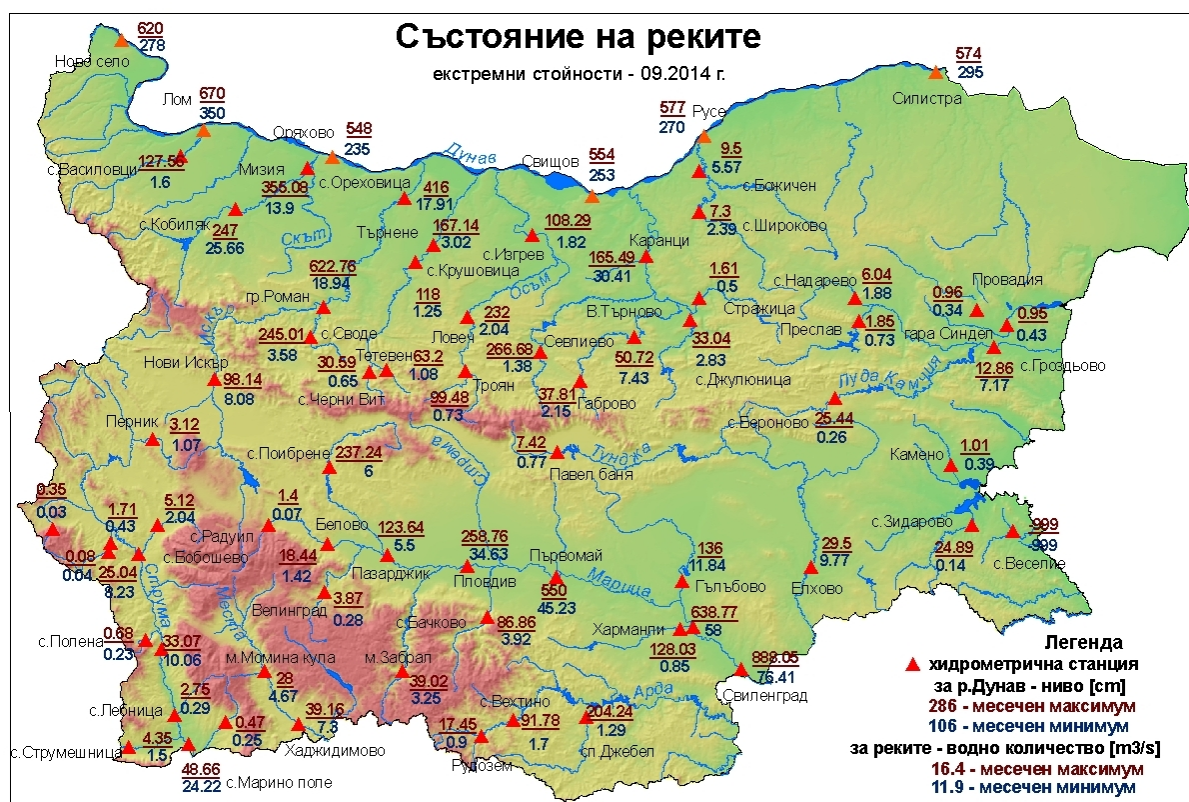 Състояние на реките
екстремни стойности - 09.2014 г.
620
278
Ново село
574
295
Силистра
Лом
670
350
577
270
Русе
Оряхово
548
235
Дунав
Свищов
554
253
9.5
5.57
с.Божичен
с.Василовци
127.56
1.6
Мизия
355.08
13.9
с.Ореховица
416
17.91
с.Кобиляк
247
25.66
Скът
Търнене
167.14
3.02
с.Крушовица
с.Изгрев
108.29
1.82
Каранци
165.49
30.41
7.3
2.39
с.Широково
622.76
18.94
гр.Роман
118
1.25
Осъм
1.61
0.5
Стражица
с.Надарево
6.04
1.88
Провадия
0.96
0.34
Искър
245.01
3.58
с.Своде
Ловеч
232
2.04
В.Търново
33.04
2.83
с.Джулюница
Преслав
1.85
0.73
гара Синдел
0.95
0.43
Нови Искър
98.14
8.08
30.59
0.65
с.Черни Вит
Тетевен
63.2
1.08
266.68
1.38
Севлиево
50.72
7.43
12.86
7.17
с.Гроздьово
99.48
0.73
Троян
37.81
2.15
Габрово
Луда Камчия
с.Бероново
25.44
0.26
Перник
3.12
1.07
с.Поибрене
237.24
6
Стрема
7.42
0.77
Павел баня
Тунджа
Камено
1.01
0.39
9.35
0.03
1.71
0.43
5.12
2.04
с.Радуил
1.4
0.07
Белово
123.64
5.5
Пазарджик
258.76
34.63
Пловдив
Първомай
550
45.23
Марица
136
11.84
Гълъбово
29.5
9.77
Елхово
с.Зидарово
24.89
0.14
999
-999
с.Веселие
0.08
0.04
25.04
8.23
с.Бобошево
18.44
1.42
Струма
Места
Велинград
3.87
0.28
с.Бачково
86.86
3.92
Харманли
638.77
58
128.03
0.85
888.05
76.41
Свиленград
с.Полена
0.68
0.23
33.07
10.06
м.Момина кула
28
4.67
м.Забрал
39.02
3.25
Арда
с.Лебница
2.75
0.29
0.47
0.25
39.16
7.3
Хаджидимово
17.45
0.9
Рудозем
с.Вехтино
91.78
1.7
204.24
1.29
сп.Джебел
с.Струмешница
4.35
1.5
48.66
24.22
с.Марино поле
Легенда
хидрометрична станция
за р.Дунав - ниво [cm]
286 - месечен максимум
106 - месечен минимум
за реките - водно количество [m3/s]
16.4 - месечен максимум
11.9 - месечен минимум